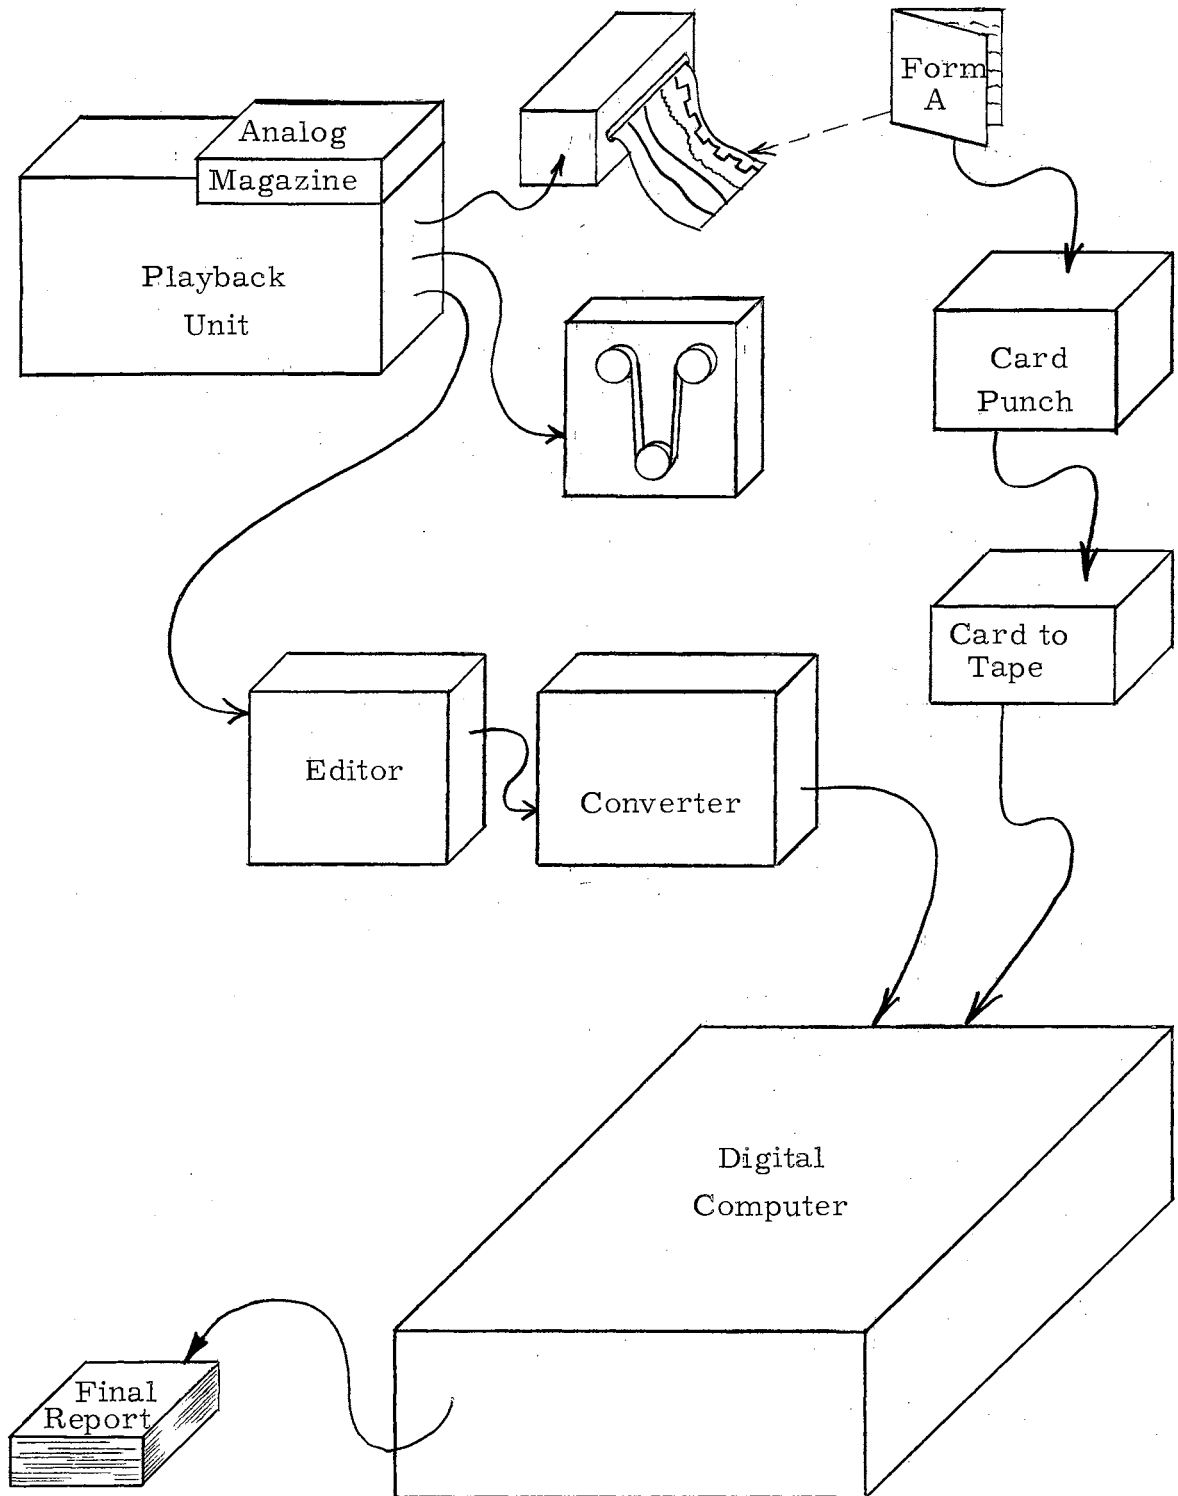 Analog
Magazine
Playback
Unit
Form
A
Card
Punch
Card to
Tape
Editor
Converter
Digital
Computer
Final
Report